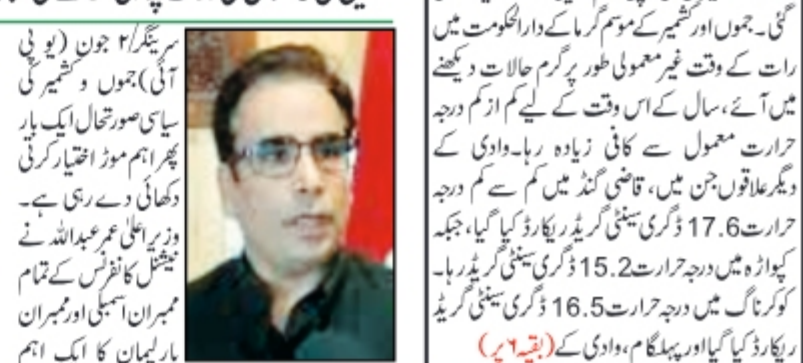 سرینگر/۲ جون (یو پی
آئی) جموں و کشمیر کی
سیاسی صورتحال ایک بار
پھر اہم موڑ اختیار کرتی
دکھائی دے رہی ہے۔
وزیر اعلیٰ عمر عبداللہ نے
نیشنل کانفرنس کے تمام
ممبران اسمبلی اور ممبران
پارلیمان کا ایک اہم
گئی۔ جموں اور کشمیر کے موسم گرما کے دارالحکومت میں
رات کے وقت غیر معمولی طور پر گرم حالات دیکھنے
میں آئے، سال کے اس وقت کے لیے کم از کم درجہ
حرارت معمول سے کافی زیادہ رہا۔ وادی کے
دیگر علاقوں جن میں، قاضی گنڈ میں کم سے کم درجہ
حرارت 17.6 ڈگری سینٹی گریڈ ریکارڈ کیا گیا، جبکہ
کپواڑہ میں درجہ حرارت 15.2 ڈگری سینٹی گریڈ رہا۔
کوکرناگ میں درجہ حرارت 16.5 ڈگری سینٹی گریڈ
ریکارڈ کیا گیا اور پہلگام، وادی کے (بقیہ ۶ پر)